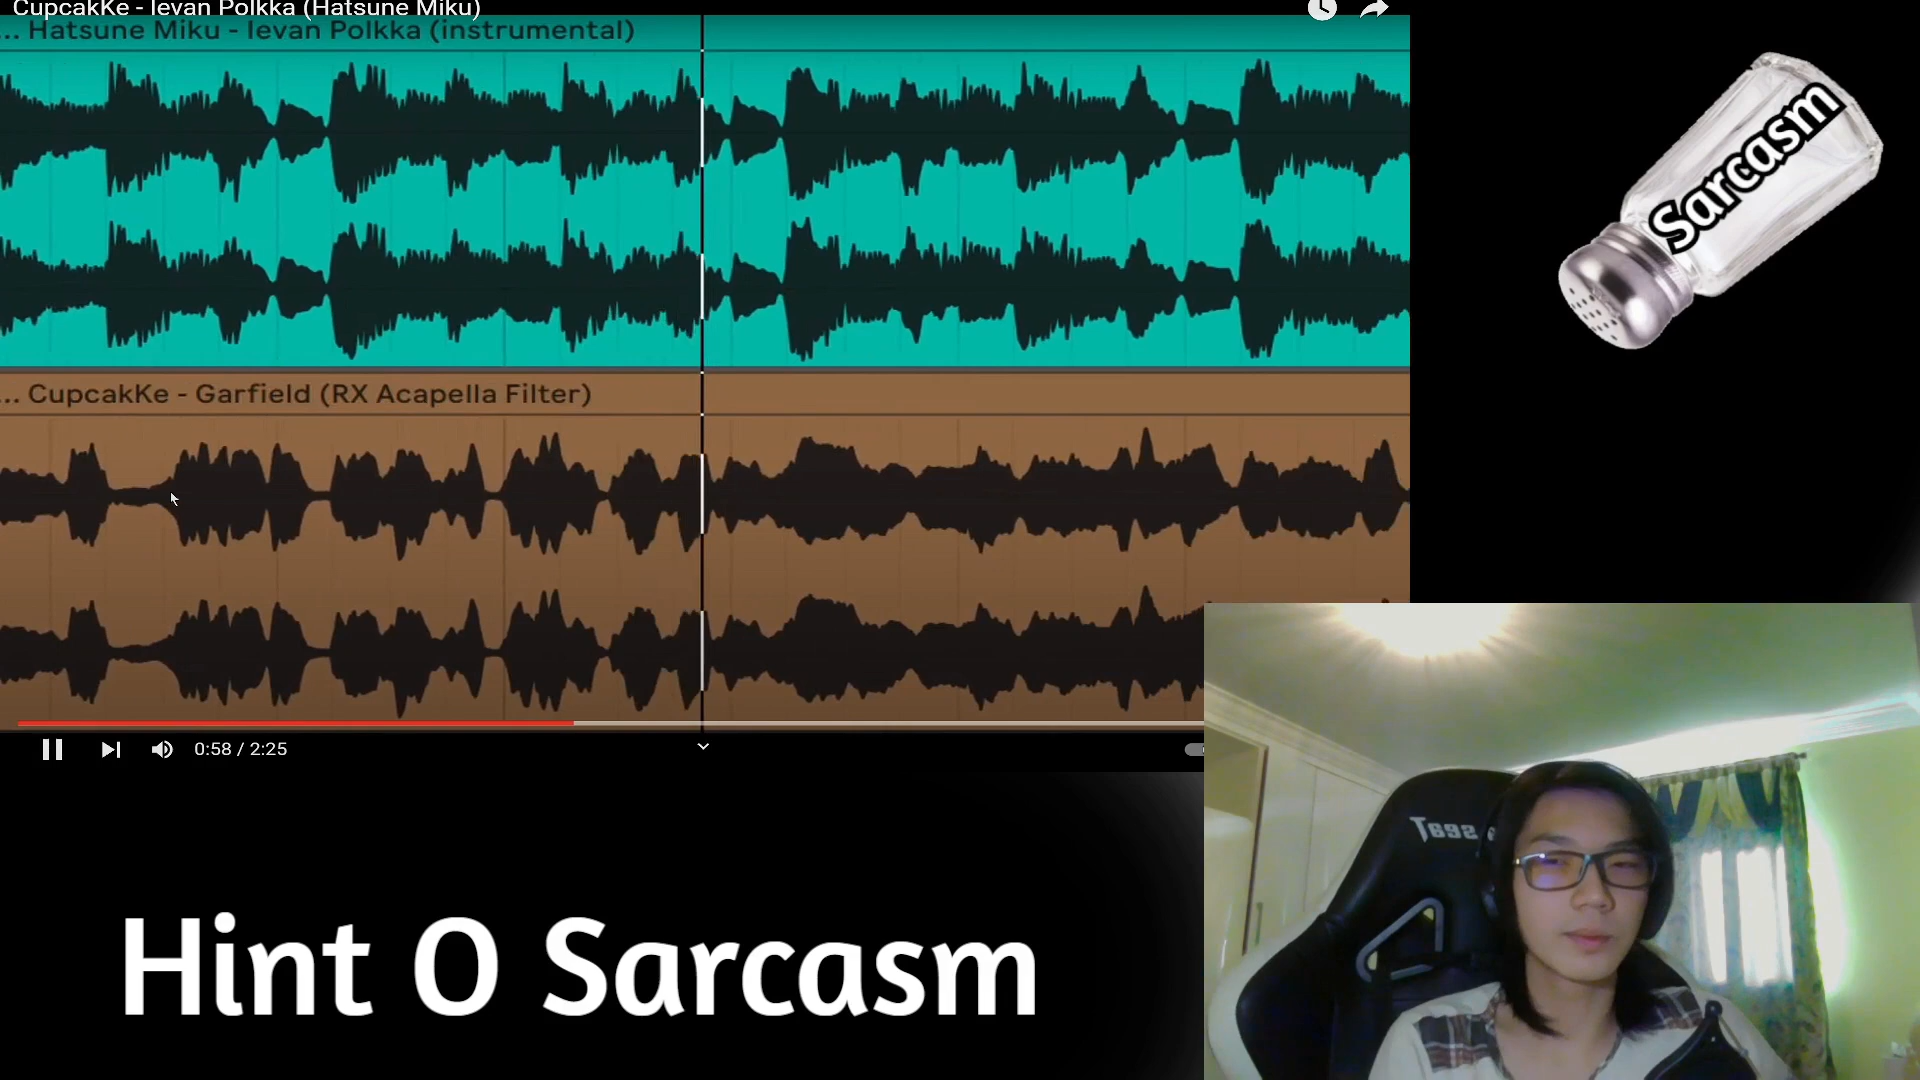 CupcakKe - Ievan Polkka (Hatsune Miku)
... Hatsune Miku - Ievan Polkka (instrumental)
Sarcasm
... CupcakKe - Garfield (RX Acapella Filter)
0:58 / 2:25
Hint O Sarcasm